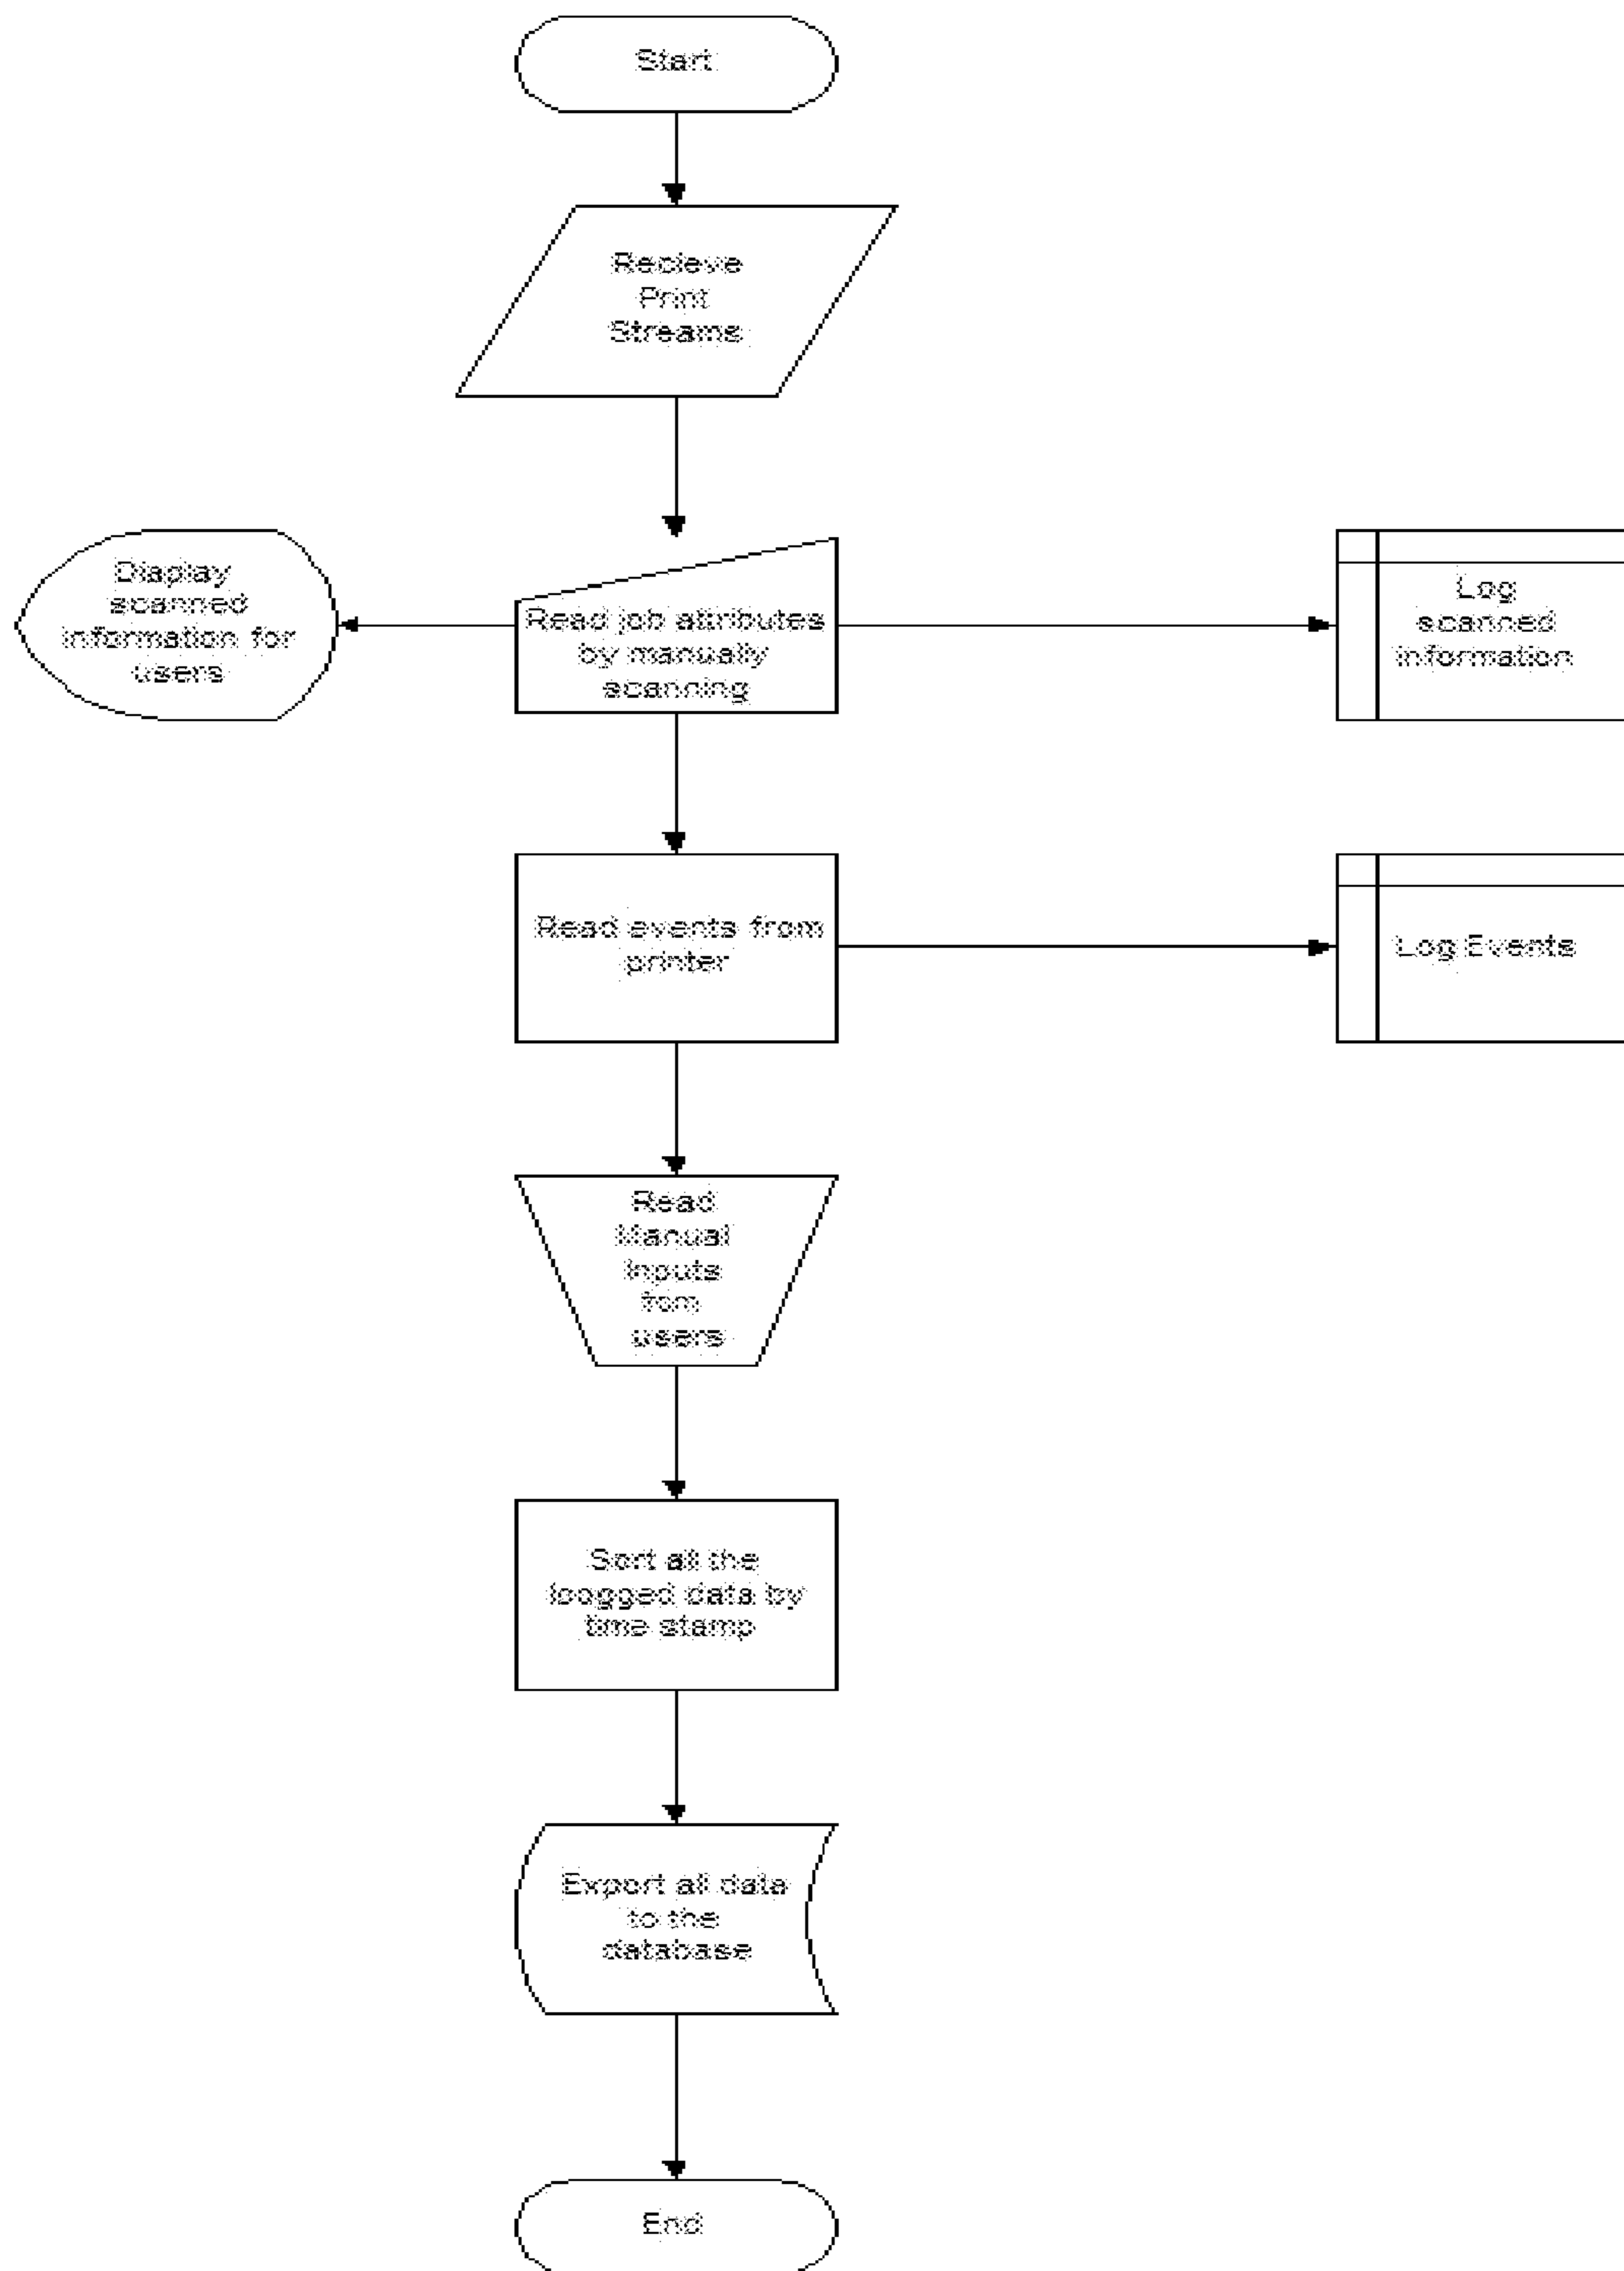 Start
Recieve
Print
Streams
Display
scanned
information for
users
Read job attributes
by manually
scanning
Log
scanned
information
Read events from
printer
Log Events
Read
Manual
Inputs
from
users
Sort all the
loogged data by
time stamp
Export all data
to the
database
End